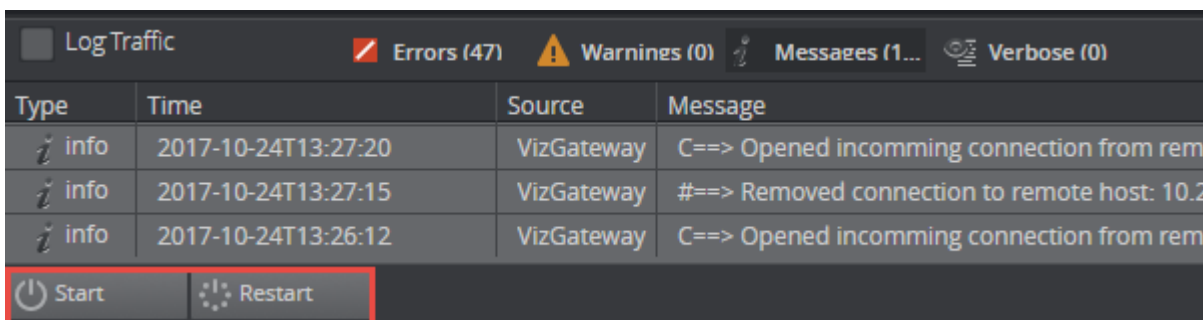 Log Traffic Errors (47) Warnings (0) Messages (1... Verbose (0)
Type Time Source Message
info 2017-10-24T13:27:20 VizGateway C==> Opened incomming connection from rem
info 2017-10-24T13:27:15 VizGateway #==> Removed connection to remote host: 10.2
info 2017-10-24T13:26:12 VizGateway C==> Opened incomming connection from rem
Start Restart